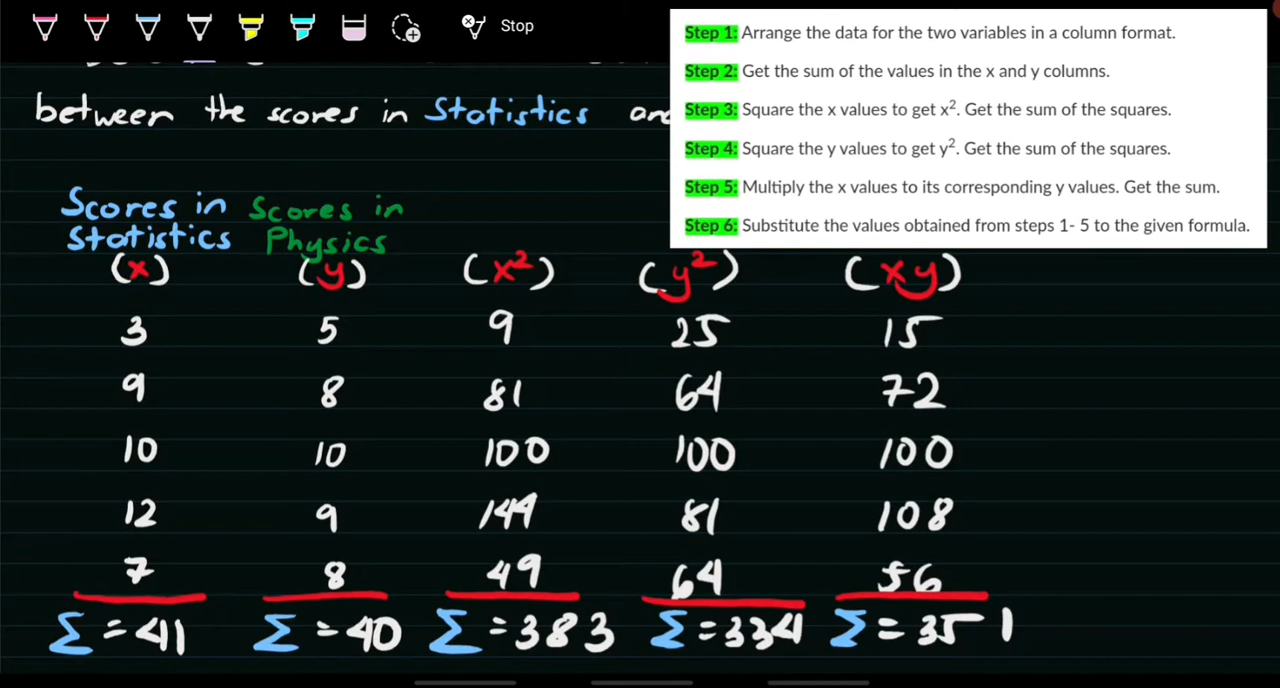 Stop
Step 1: Arrange the data for the two variables in a column format.
Step 2: Get the sum of the values in the x and y columns.
Step 3: Square the x values to get x². Get the sum of the squares.
Step 4: Square the y values to get y². Get the sum of the squares.
Step 5: Multiply the x values to its corresponding y values. Get the sum.
Step 6: Substitute the values obtained from steps 1- 5 to the given formula.
between the scores in Statistics
Scores in Scores in
Statistics Physics
(x) (y) (x²) (y²) (xy)
3 5 9 25 15
9 8 81 64 72
10 10 100 100 100
12 9 144 81 108
7 8 49 64 56
Σ = 41 Σ = 40 Σ = 383 Σ = 334 Σ = 351